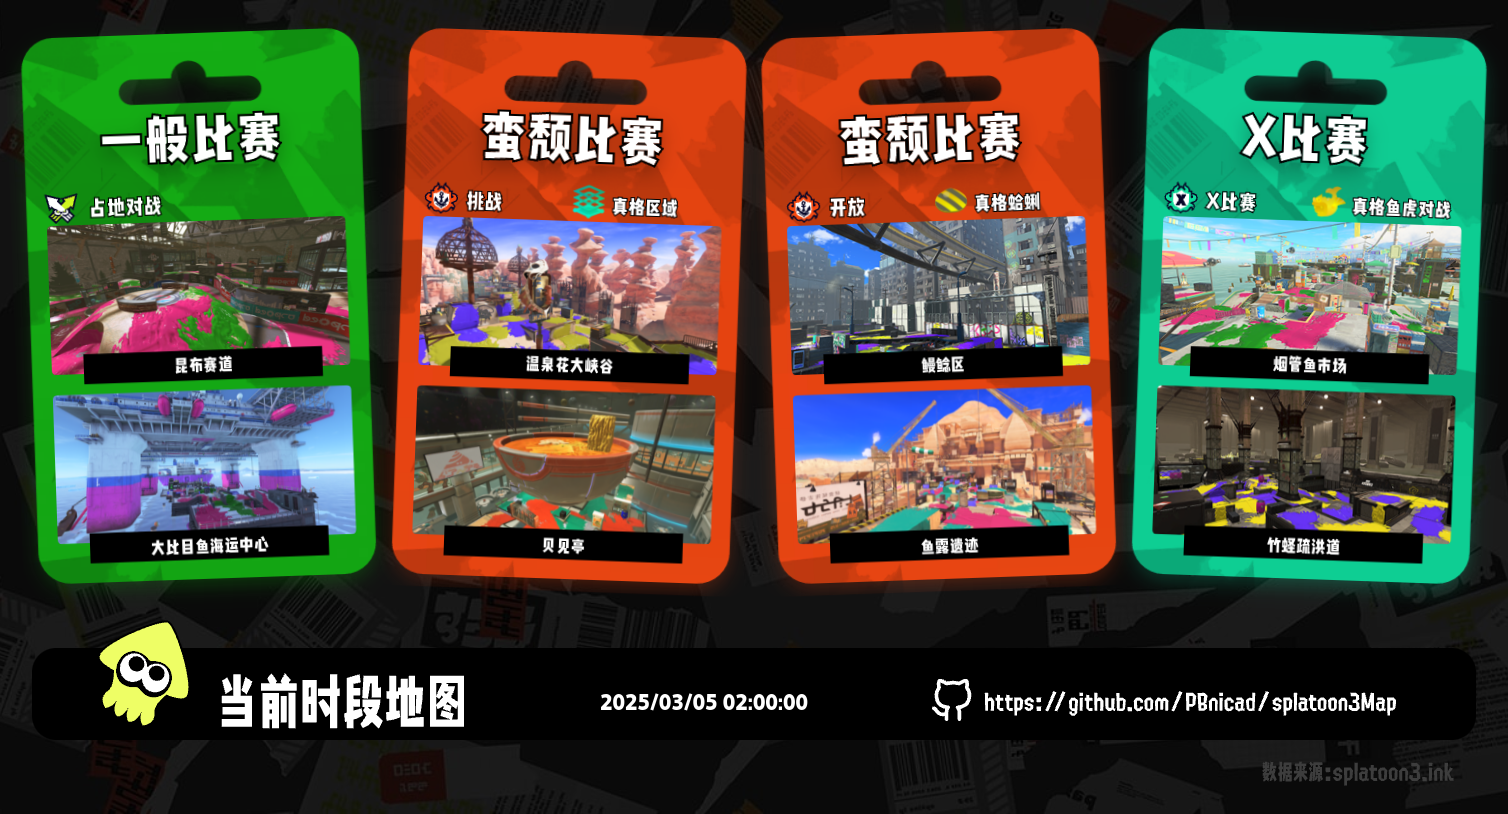 一般比赛
占地对战
昆布赛道
大比目鱼海运中心
蛮颓比赛
挑战
真格区域
温泉花大峡谷
贝见亭
蛮颓比赛
开放
真格蛤蜊
鳗鲶区
鱼露遗迹
X比赛
X比赛
真格鱼虎对战
烟管鱼市场
竹蛏疏洪道
当前时段地图
2025/03/05 02:00:00
https://github.com/PBnicad/splatoon3Map
数据来源:splatoon3.ink